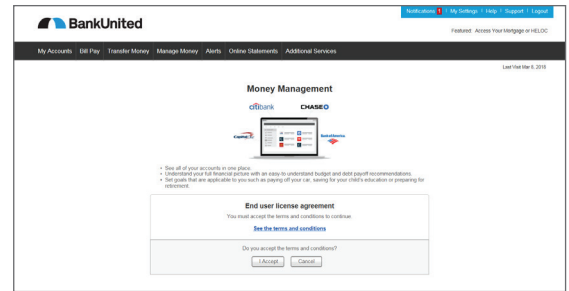 Notifications 1 | My Settings | Help | Support | Logout
BankUnited
Featured: Access Your Mortgage or HELOC
My Accounts Bill Pay Transfer Money Manage Money Alerts Online Statements Additional Services
Last Visit Mar 8, 2018
Money Management
citibank CHASE
Capital One Bank of America
• See all of your accounts in one place.
• Understand your full financial picture with an easy-to-understand budget and debt payoff recommendations.
• Set goals that are applicable to you such as paying off your car, saving for your child's education or preparing for
retirement
End user license agreement
You must accept the terms and conditions to continue.
See the terms and conditions
Do you accept the terms and conditions?
I Accept Cancel